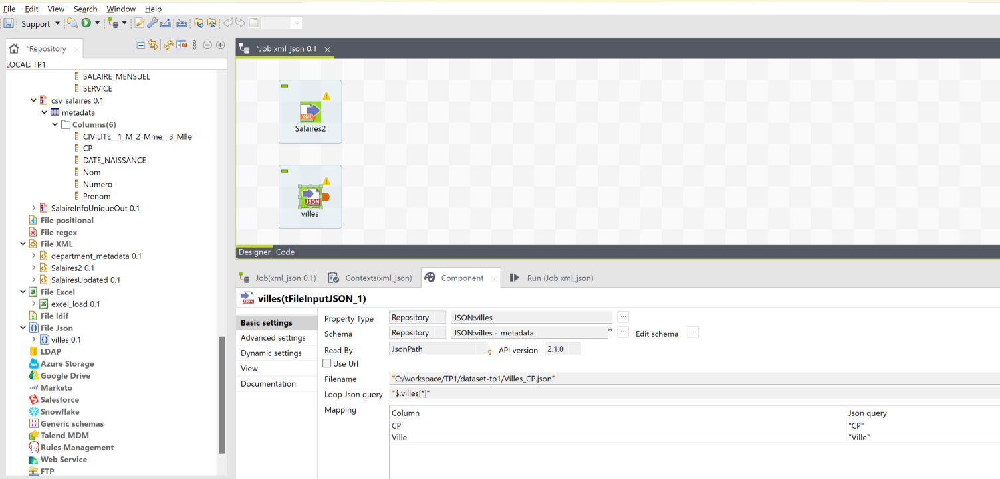 File Edit View Search Window Help
Support
*Repository
LOCAL: TP1
SALAIRE_MENSUEL
SERVICE
csv_salaires 0.1
metadata
Columns(6)
CIVILITE__1_M_2_Mme__3_Mlle
CP
DATE_NAISSANCE
Nom
Numero
Prenom
SalaireInfoUniqueOut 0.1
File positional
File regex
File XML
department_metadata 0.1
Salaires2 0.1
SalairesUpdated 0.1
File Excel
excel_load 0.1
File ldif
File Json
villes 0.1
LDAP
Azure Storage
Google Drive
Marketo
Salesforce
Snowflake
Generic schemas
Talend MDM
Rules Management
Web Service
FTP
*Job xml_json 0.1
XML
Salaires2
JSON
villes
Designer Code
Job(xml_json 0.1) Contexts(xml_json) Component Run (Job xml_json)
JSON villes(tFileInputJSON_1)
Basic settings
Advanced settings
Dynamic settings
View
Documentation
Property Type Repository JSON:villes ...
Schema Repository JSON:villes - metadata * ... Edit schema ...
Read By JsonPath API version 2.1.0
Use Url
Filename "C:/workspace/TP1/dataset-tp1/Villes_CP.json"
Loop Json query "$.villes[*]"
Mapping
Column Json query
CP "CP"
Ville "Ville"